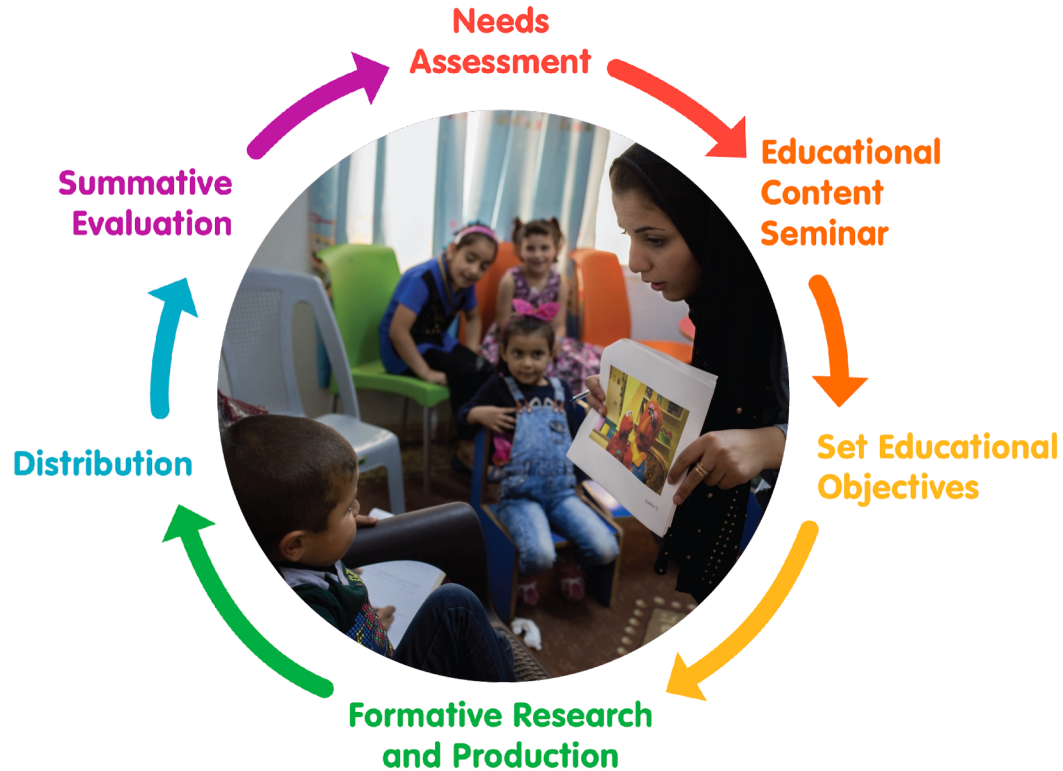 Needs
Assessment
Educational
Content
Seminar
Set Educational
Objectives
Formative Research
and Production
Distribution
Summative
Evaluation